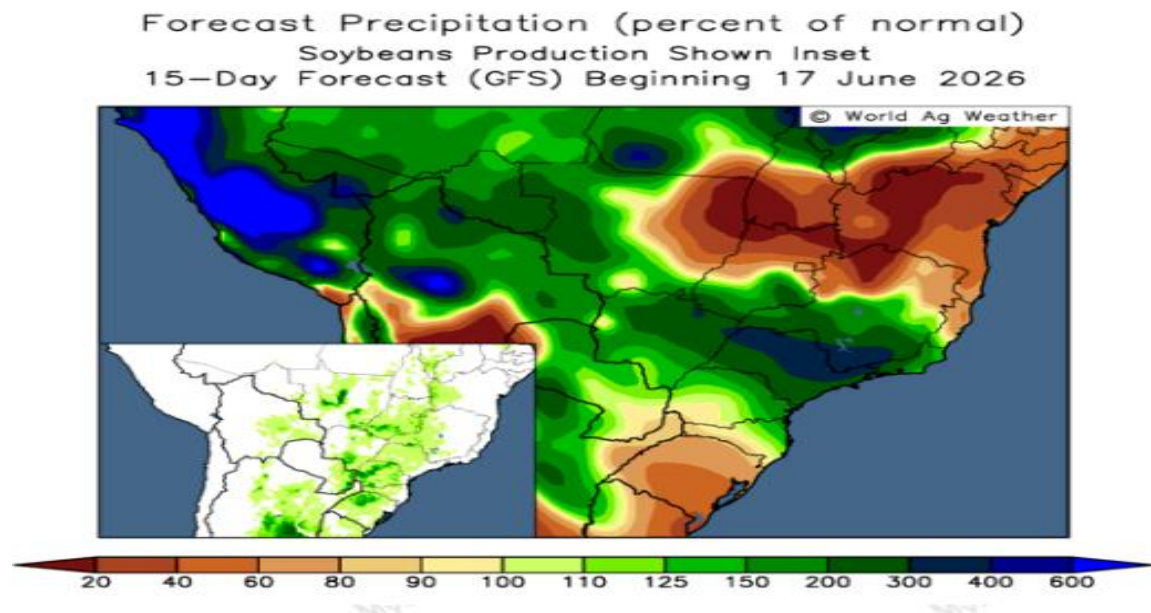 Forecast Precipitation (percent of normal)
Soybeans Production Shown Inset
15-Day Forecast (GFS) Beginning 17 June 2026
© World Ag Weather
20 40 60 80 90 100 110 125 150 200 300 400 600